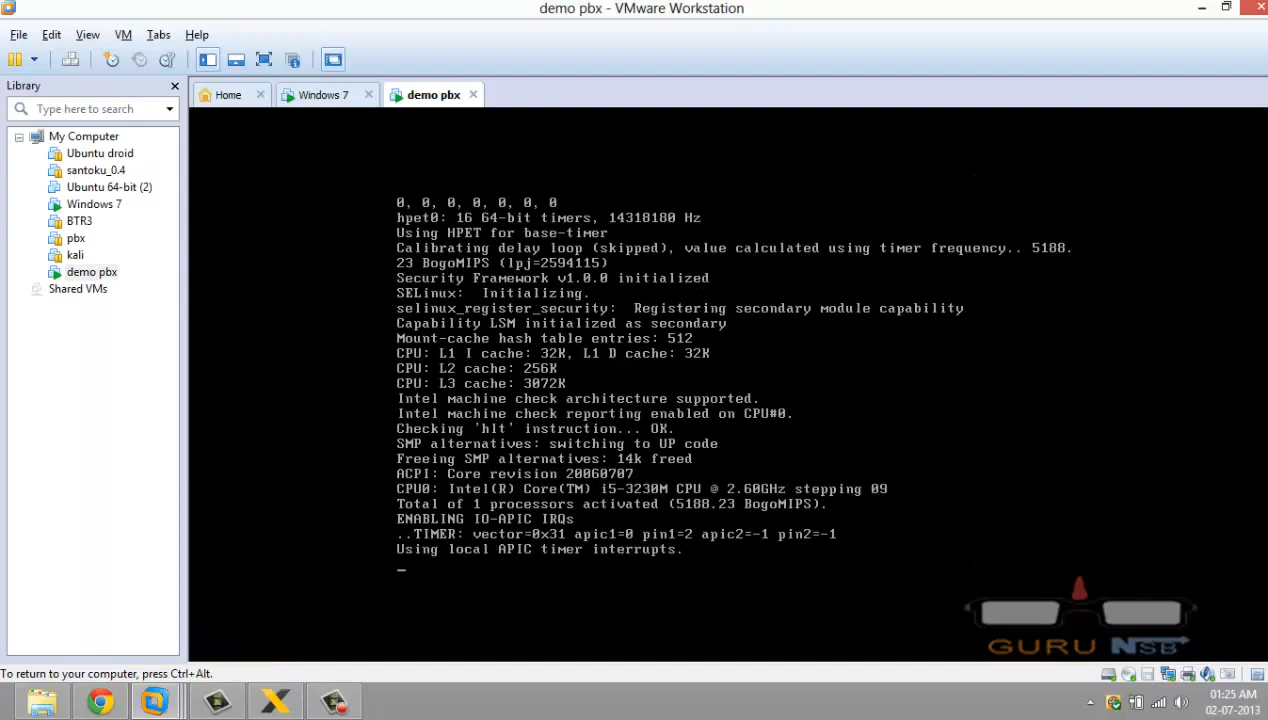 demo pbx - VMware Workstation
File Edit View VM Tabs Help
Library
Home Windows 7 demo pbx
Type here to search
My Computer
Ubuntu droid
santoku_0.4
Ubuntu 64-bit (2)
Windows 7
BTR3
pbx
kali
demo pbx
Shared VMs
0, 0, 0, 0, 0, 0, 0
hpet0: 16 64-bit timers, 14318180 Hz
Using HPET for base-timer
Calibrating delay loop (skipped), value calculated using timer frequency.. 5188.
23 BogoMIPS (lpj=2594115)
Security Framework v1.0.0 initialized
SELinux:  Initializing.
selinux_register_security:  Registering secondary module capability
Capability LSM initialized as secondary
Mount-cache hash table entries: 512
CPU: L1 I cache: 32K, L1 D cache: 32K
CPU: L2 cache: 256K
CPU: L3 cache: 3072K
Intel machine check architecture supported.
Intel machine check reporting enabled on CPU#0.
Checking 'hlt' instruction... OK.
SMP alternatives: switching to UP code
Freeing SMP alternatives: 14k freed
ACPI: Core revision 20060707
CPU0: Intel(R) Core(TM) i5-3230M CPU @ 2.60GHz stepping 09
Total of 1 processors activated (5188.23 BogoMIPS).
ENABLING IO-APIC IRQs
..TIMER: vector=0x31 apic1=0 pin1=2 apic2=-1 pin2=-1
Using local APIC timer interrupts.
_
GURU NSB
To return to your computer, press Ctrl+Alt.
01:25 AM
02-07-2013